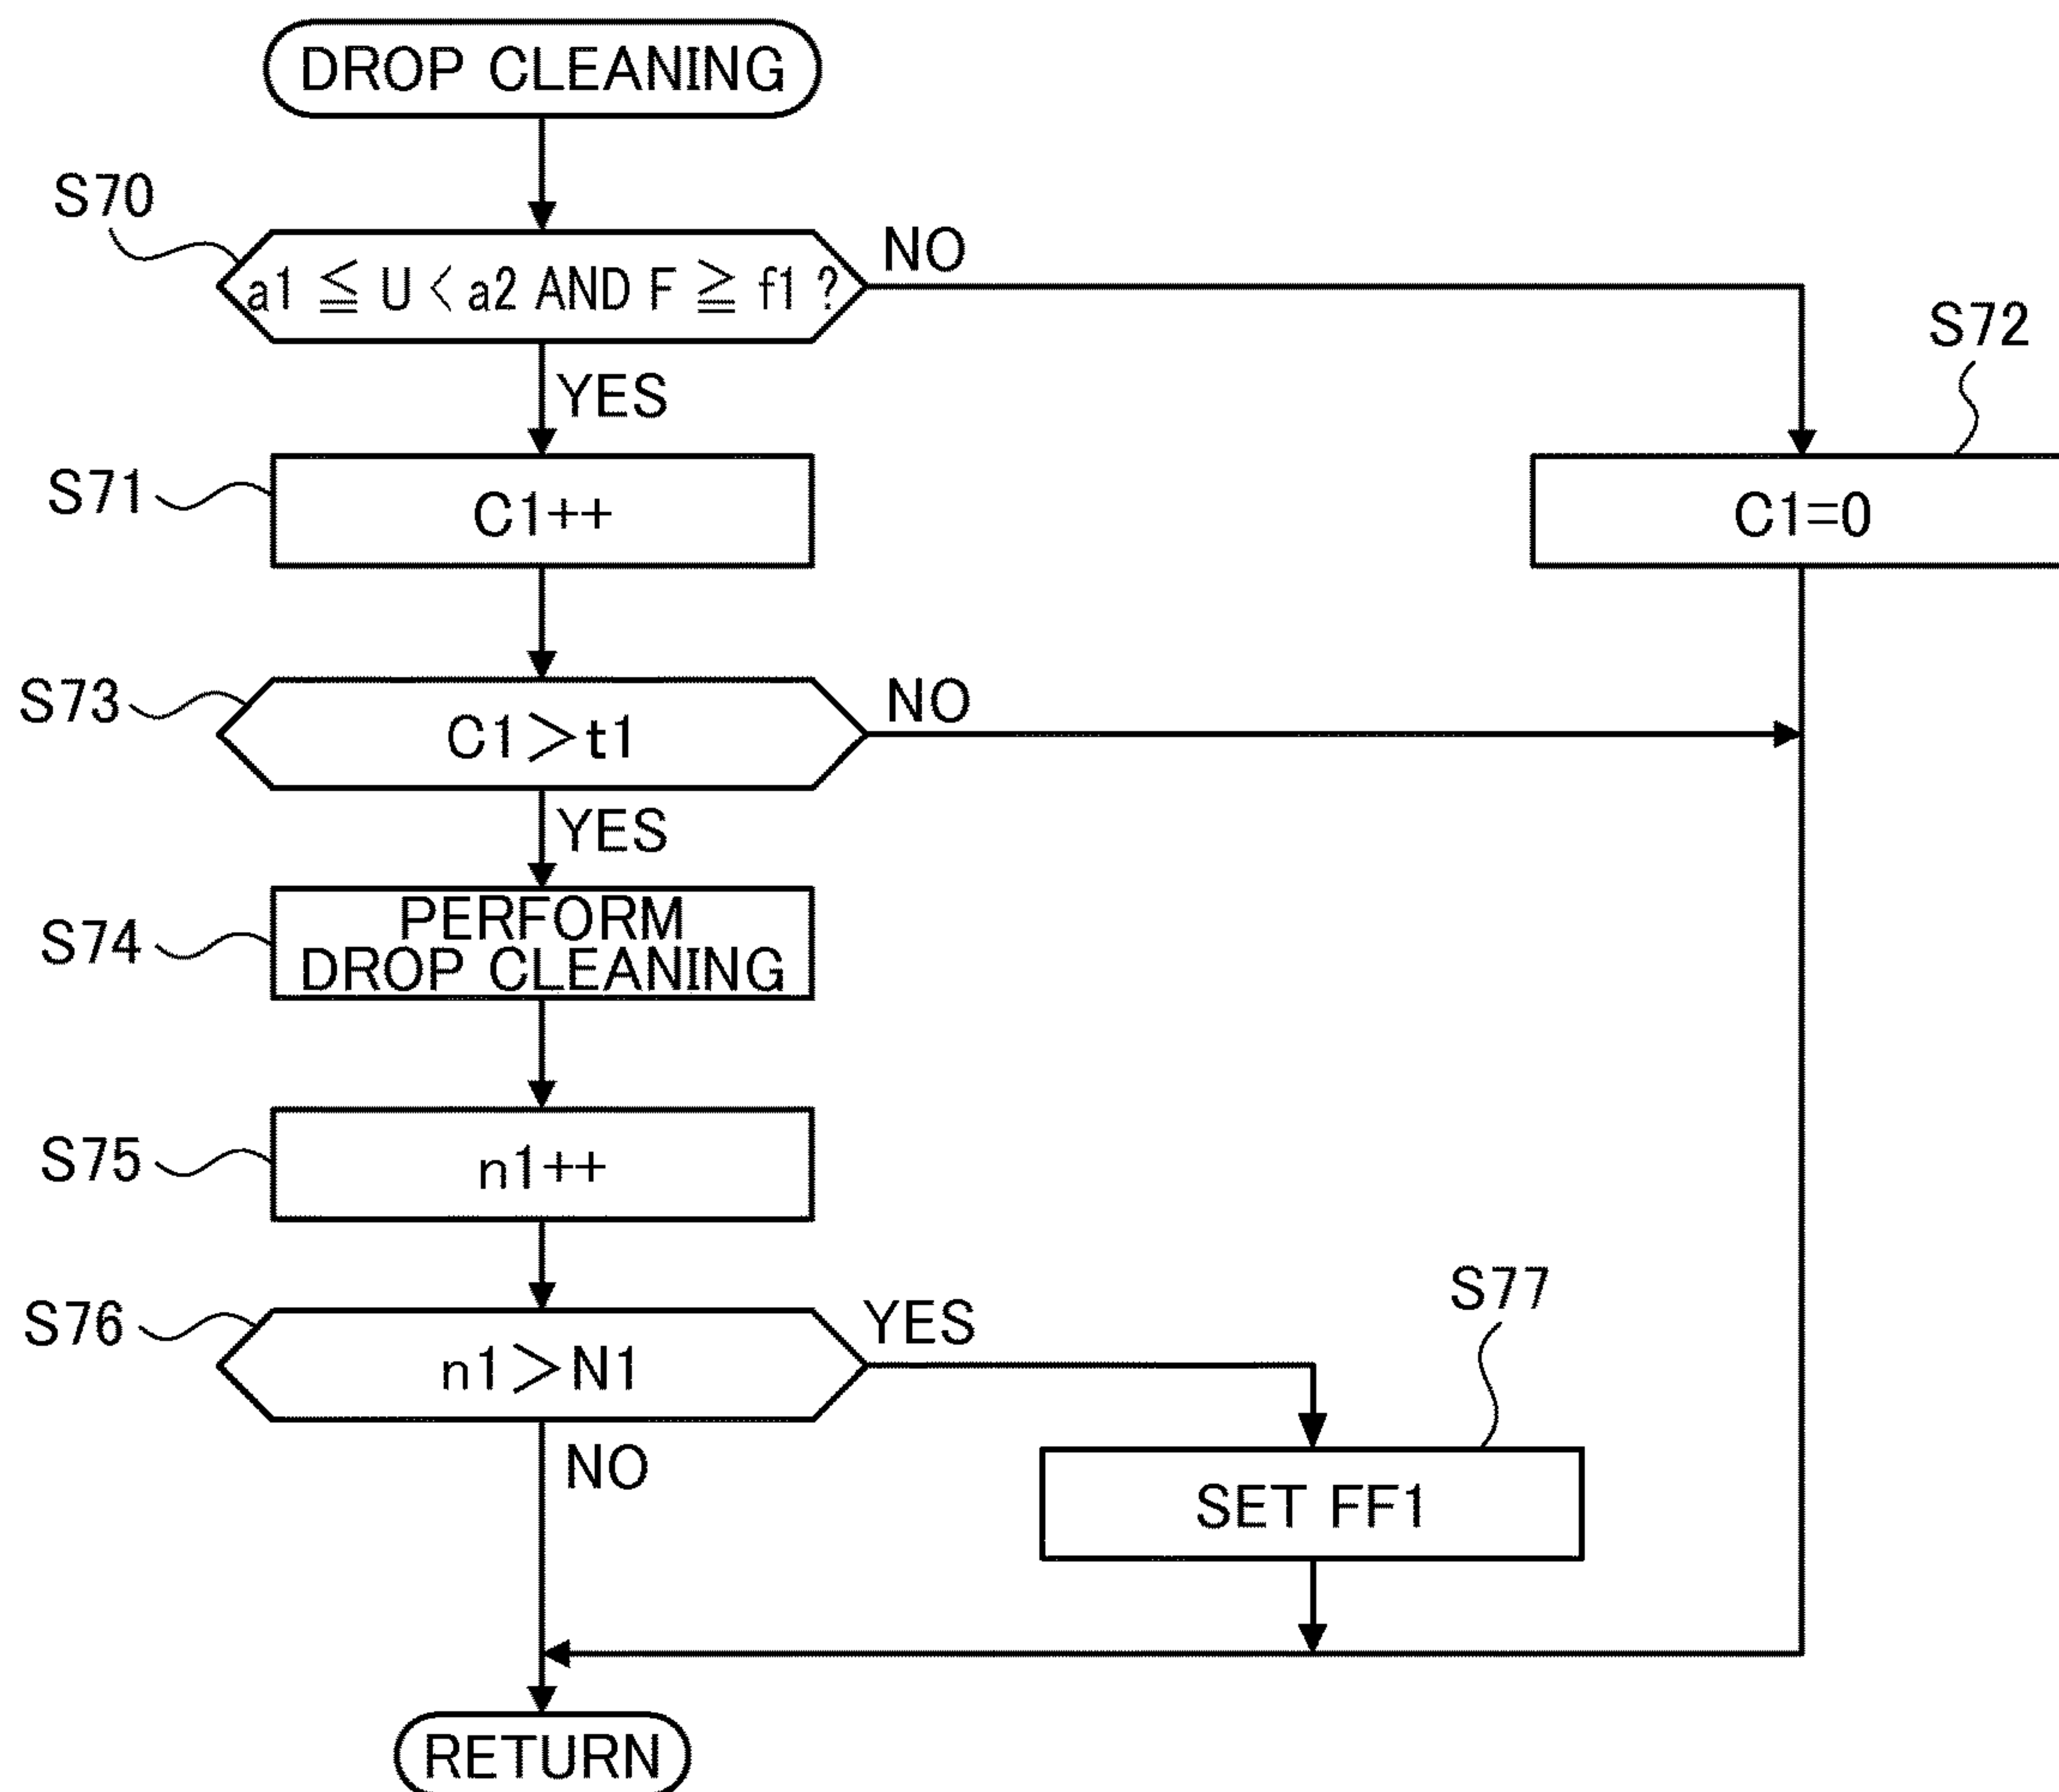 DROP CLEANING
S70
a1 ≦ U < a2 AND F ≧ f1 ?
NO
YES
S72
S71
C1++
C1=0
S73
C1>t1
NO
YES
S74
PERFORM
DROP CLEANING
S75
n1++
S76
n1>N1
YES
S77
NO
SET FF1
RETURN